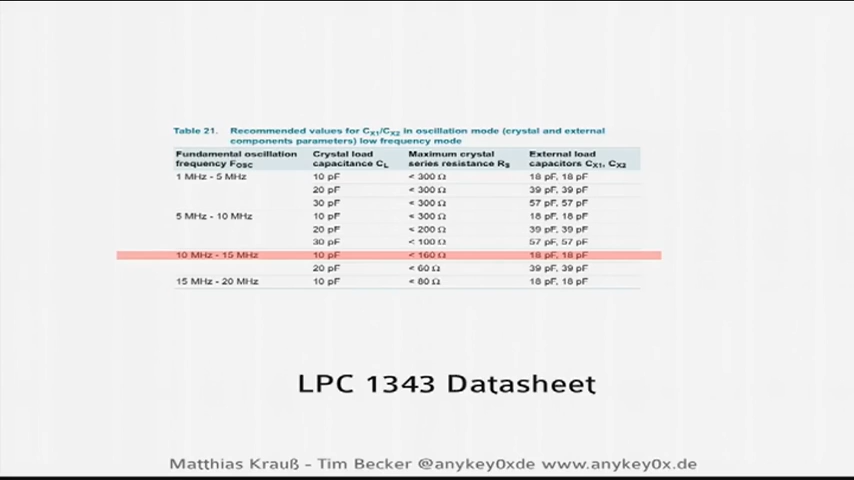 Table 21. Recommended values for CX1/CX2 in oscillation mode (crystal and external
components parameters) low frequency mode
Fundamental oscillation Crystal load Maximum crystal External load
frequency FOSC capacitance CL series resistance RS capacitors CX1, CX2
1 MHz - 5 MHz 10 pF < 300 Ω 18 pF, 18 pF
20 pF < 300 Ω 39 pF, 39 pF
30 pF < 300 Ω 57 pF, 57 pF
5 MHz - 10 MHz 10 pF < 300 Ω 18 pF, 18 pF
20 pF < 200 Ω 39 pF, 39 pF
30 pF < 100 Ω 57 pF, 57 pF
10 MHz - 15 MHz 10 pF < 160 Ω 18 pF, 18 pF
20 pF < 60 Ω 39 pF, 39 pF
15 MHz - 20 MHz 10 pF < 80 Ω 18 pF, 18 pF
LPC 1343 Datasheet
Matthias Krauß - Tim Becker @anykey0xde www.anykey0x.de